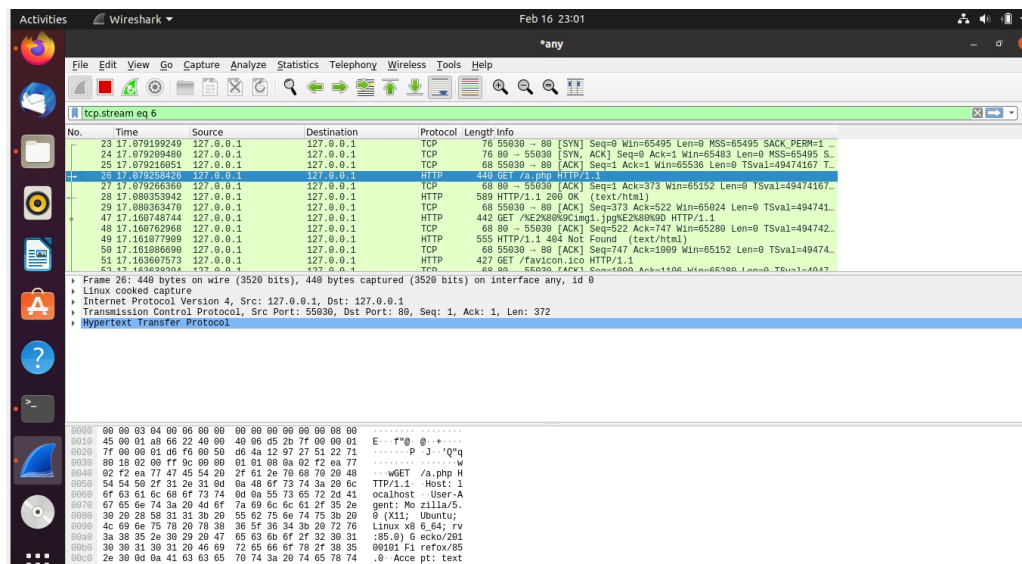 Activities Wireshark Feb 16 23:01
*any
File Edit View Go Capture Analyze Statistics Telephony Wireless Tools Help
tcp.stream eq 6
No. Time Source Destination Protocol Length Info
23 17.079199249 127.0.0.1 127.0.0.1 TCP 76 55030 → 80 [SYN] Seq=0 Win=65495 Len=0 MSS=65495 SACK_PERM=1 …
24 17.079209480 127.0.0.1 127.0.0.1 TCP 76 80 → 55030 [SYN, ACK] Seq=0 Ack=1 Win=65483 Len=0 MSS=65495 S…
25 17.079216051 127.0.0.1 127.0.0.1 TCP 68 55030 → 80 [ACK] Seq=1 Ack=1 Win=65536 Len=0 TSval=49474167 T…
26 17.079258426 127.0.0.1 127.0.0.1 HTTP 440 GET /a.php HTTP/1.1
27 17.079266360 127.0.0.1 127.0.0.1 TCP 68 80 → 55030 [ACK] Seq=1 Ack=373 Win=65152 Len=0 TSval=49474167…
28 17.080353942 127.0.0.1 127.0.0.1 HTTP 589 HTTP/1.1 200 OK (text/html)
29 17.080363470 127.0.0.1 127.0.0.1 TCP 68 55030 → 80 [ACK] Seq=373 Ack=522 Win=65024 Len=0 TSval=494741…
47 17.160748744 127.0.0.1 127.0.0.1 HTTP 442 GET /%E2%80%9Cimg1.jpg%E2%80%9D HTTP/1.1
48 17.160762968 127.0.0.1 127.0.0.1 TCP 68 80 → 55030 [ACK] Seq=522 Ack=747 Win=65280 Len=0 TSval=494742…
49 17.161077909 127.0.0.1 127.0.0.1 HTTP 555 HTTP/1.1 404 Not Found (text/html)
50 17.161086690 127.0.0.1 127.0.0.1 TCP 68 55030 → 80 [ACK] Seq=747 Ack=1009 Win=65152 Len=0 TSval=49474…
51 17.163607573 127.0.0.1 127.0.0.1 HTTP 427 GET /favicon.ico HTTP/1.1
52 17.163638294 127.0.0.1 127.0.0.1 TCP 68 80 → 55030 [ACK] Seq=1009 Ack=1106 Win=65280 Len=0 TSval=4947
Frame 26: 440 bytes on wire (3520 bits), 440 bytes captured (3520 bits) on interface any, id 0
Linux cooked capture
Internet Protocol Version 4, Src: 127.0.0.1, Dst: 127.0.0.1
Transmission Control Protocol, Src Port: 55030, Dst Port: 80, Seq: 1, Ack: 1, Len: 372
Hypertext Transfer Protocol
0000 00 00 03 04 00 06 00 00 00 00 00 00 00 00 08 00 ········ ········
0010 45 00 01 a8 66 22 40 00 40 06 d5 2b 7f 00 00 01 E···f"@· @··+····
0020 7f 00 00 01 d6 f6 00 50 d6 4a 12 97 27 51 22 71 ·······P ·J··'Q"q
0030 80 18 02 00 ff 9c 00 00 01 01 08 0a 02 f2 ea 77 ········ ·······w
0040 02 f2 ea 77 47 45 54 20 2f 61 2e 70 68 70 20 48 ···wGET /a.php H
0050 54 54 50 2f 31 2e 31 0d 0a 48 6f 73 74 3a 20 6c TTP/1.1· ·Host: l
0060 6f 63 61 6c 68 6f 73 74 0d 0a 55 73 65 72 2d 41 ocalhost ··User-A
0070 67 65 6e 74 3a 20 4d 6f 7a 69 6c 6c 61 2f 35 2e gent: Mo zilla/5.
0080 30 20 28 58 31 31 3b 20 55 62 75 6e 74 75 3b 20 0 (X11; Ubuntu;
0090 4c 69 6e 75 78 20 78 38 36 5f 36 34 3b 20 72 76 Linux x8 6_64; rv
00a0 3a 38 35 2e 30 29 20 47 65 63 6b 6f 2f 32 30 31 :85.0) G ecko/201
00b0 30 30 31 30 31 20 46 69 72 65 66 6f 78 2f 38 35 00101 Fi refox/85
00c0 2e 30 0d 0a 41 63 63 65 70 74 3a 20 74 65 78 74 .0··Acce pt: text